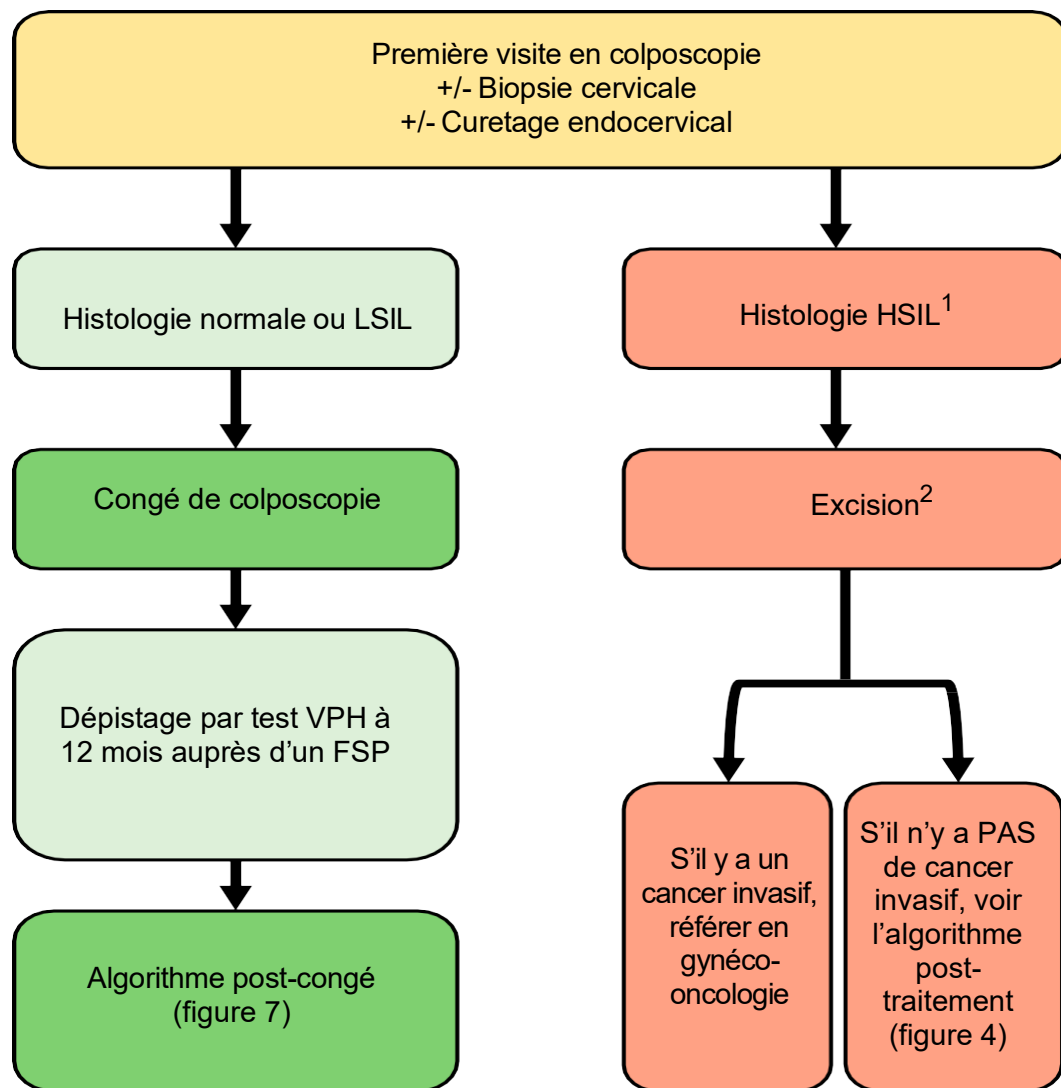 Première visite en colposcopie
+/- Biopsie cervicale
+/- Curetage endocervical
Histologie normale ou LSIL
Histologie HSIL¹
Congé de colposcopie
Excision²
Dépistage par test VPH à
12 mois auprès d’un FSP
S’il y a un
cancer invasif,
référer en
gynéco-
oncologie
S’il n’y a PAS
de cancer
invasif, voir
l’algorithme
post-
traitement
(figure 4)
Algorithme post-congé
(figure 7)